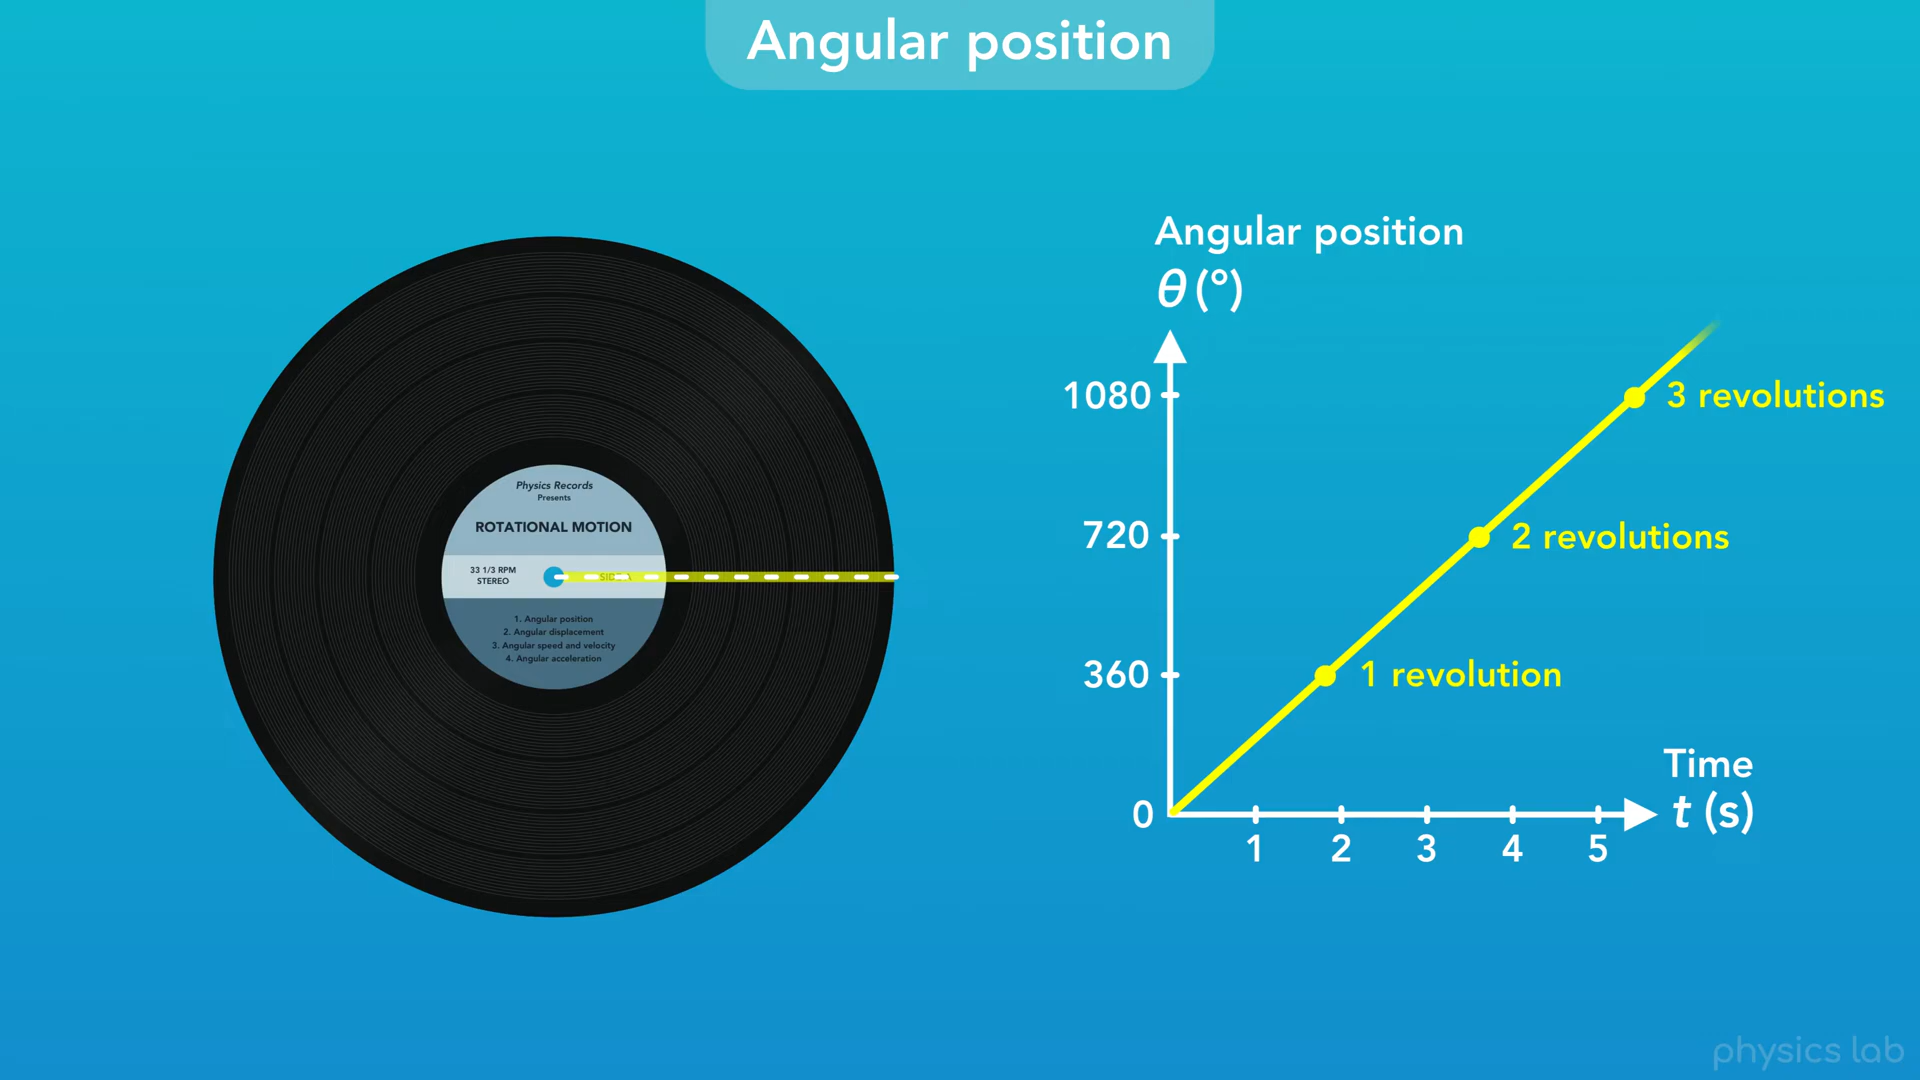 Angular position
Physics Records
Presents
ROTATIONAL MOTION
33 1/3 RPM
STEREO
SIDE A
1. Angular position
2. Angular displacement
3. Angular speed and velocity
4. Angular acceleration
Angular position
θ (°)
1080
720
360
0
3 revolutions
2 revolutions
1 revolution
Time
t (s)
1 2 3 4 5
physics lab